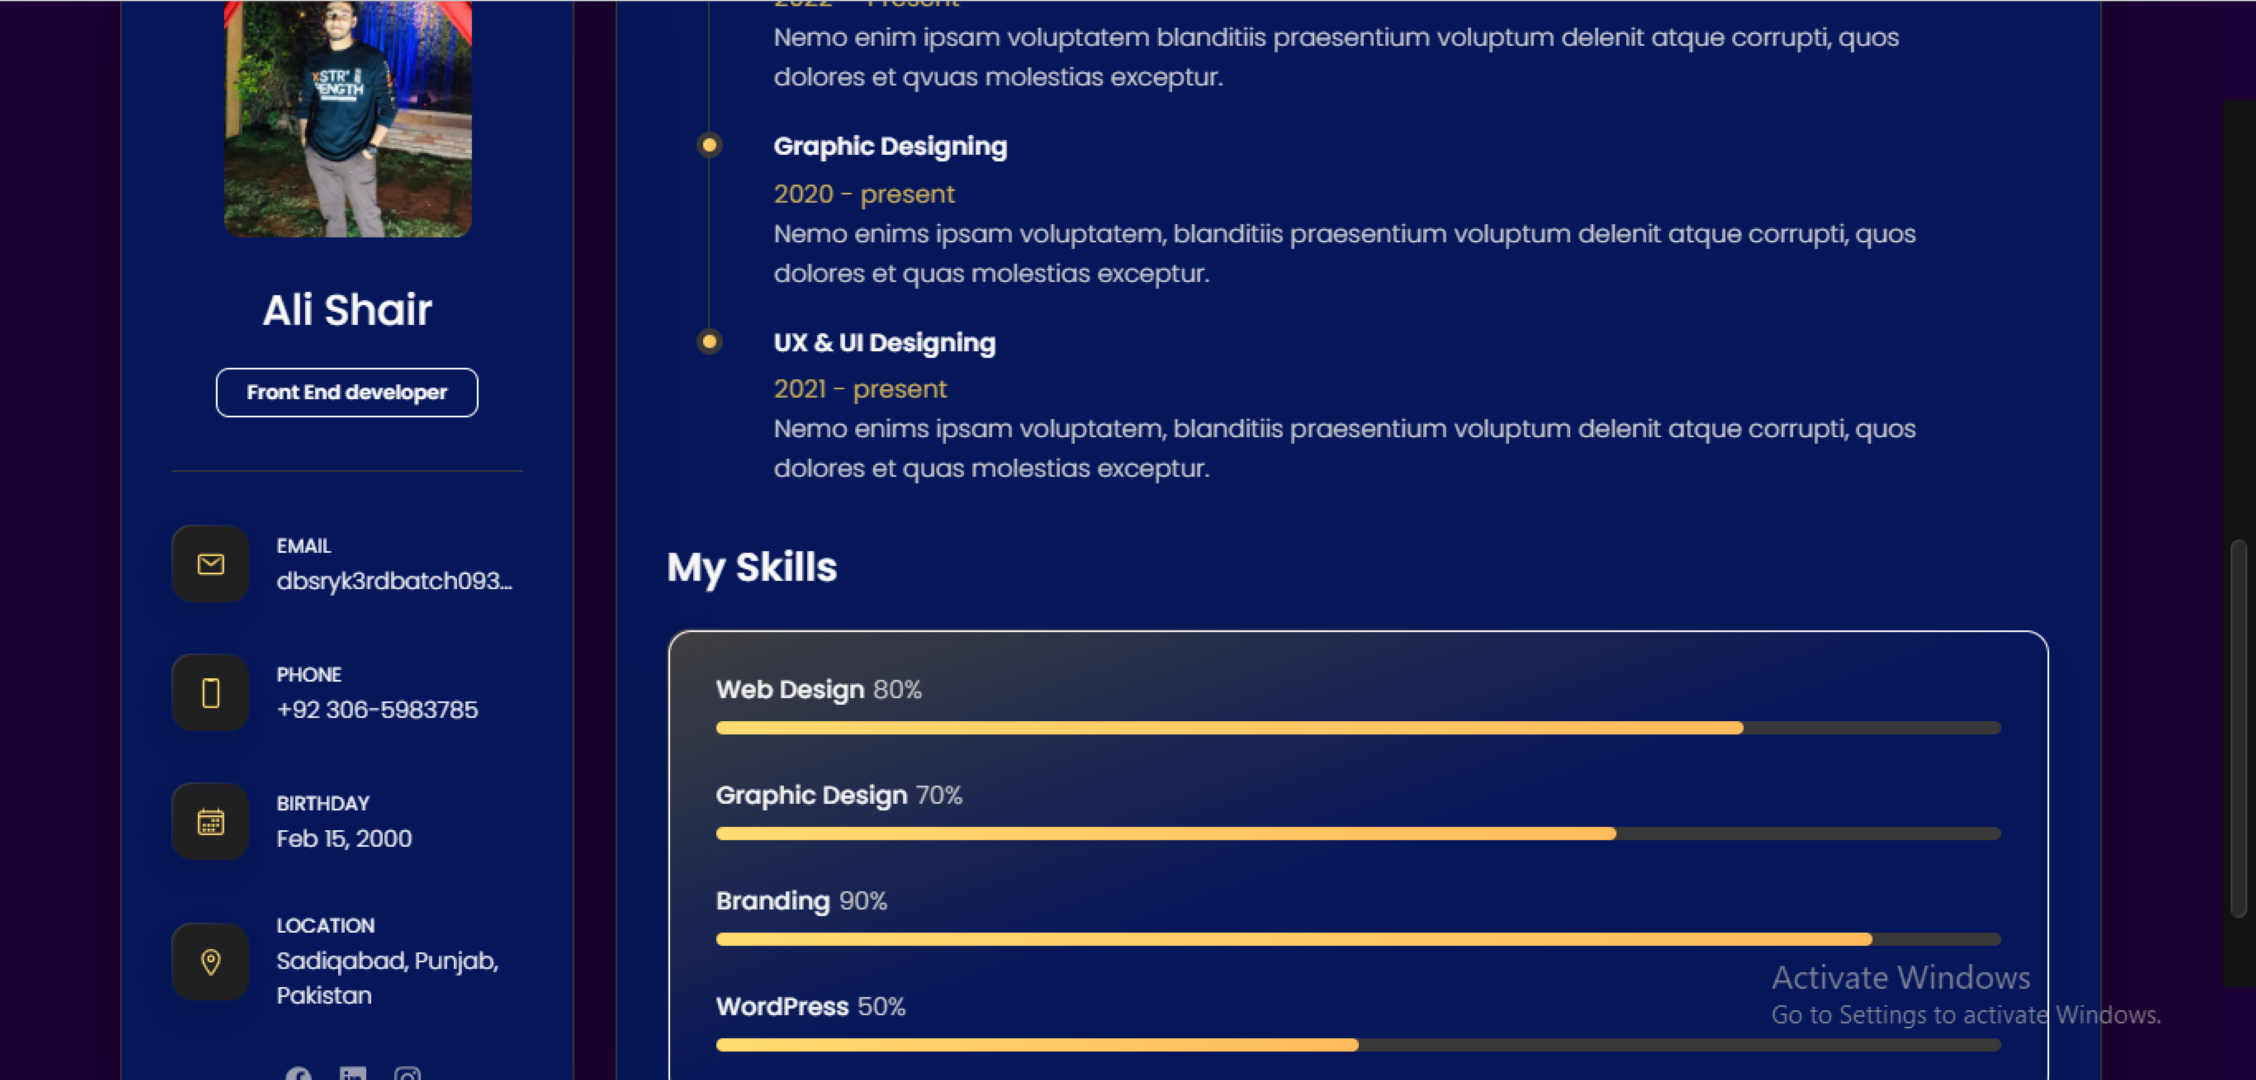 XSTR
ENGTH
Ali Shair
Front End developer
EMAIL
dbsryk3rdbatch093...
PHONE
+92 306-5983785
BIRTHDAY
Feb 15, 2000
LOCATION
Sadiqabad, Punjab,
Pakistan
2022 - Present
Nemo enim ipsam voluptatem blanditiis praesentium voluptum delenit atque corrupti, quos
dolores et qvuas molestias exceptur.
Graphic Designing
2020 - present
Nemo enims ipsam voluptatem, blanditiis praesentium voluptum delenit atque corrupti, quos
dolores et quas molestias exceptur.
UX & UI Designing
2021 - present
Nemo enims ipsam voluptatem, blanditiis praesentium voluptum delenit atque corrupti, quos
dolores et quas molestias exceptur.
My Skills
Web Design 80%
Graphic Design 70%
Branding 90%
WordPress 50%
Activate Windows
Go to Settings to activate Windows.